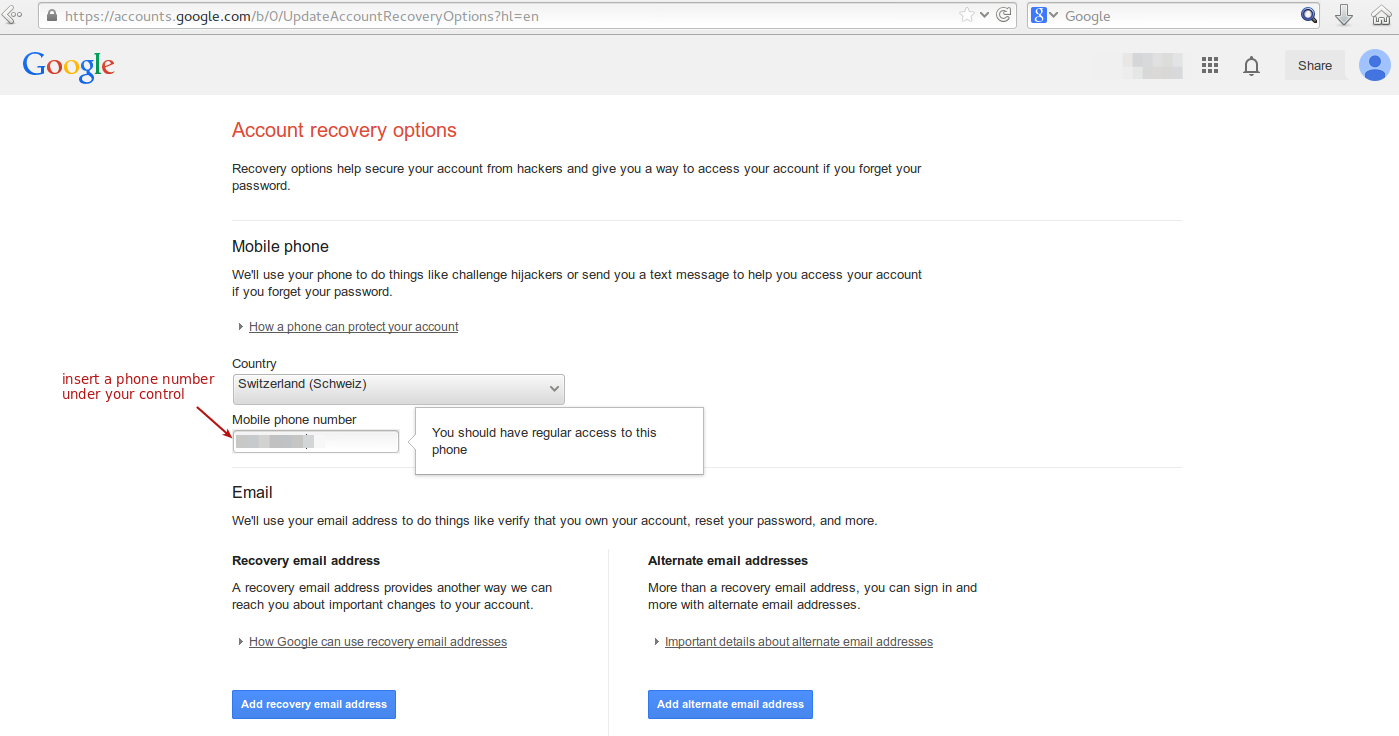 https://accounts.google.com/b/0/UpdateAccountRecoveryOptions?hl=en
8
Google
Google
Share
Account recovery options
Recovery options help secure your account from hackers and give you a way to access your account if you forget your
password.
Mobile phone
We'll use your phone to do things like challenge hijackers or send you a text message to help you access your account
if you forget your password.
How a phone can protect your account
Country
Switzerland (Schweiz)
insert a phone number
under your control
Mobile phone number
You should have regular access to this
phone
Email
We'll use your email address to do things like verify that you own your account, reset your password, and more.
Recovery email address
A recovery email address provides another way we can
reach you about important changes to your account.
How Google can use recovery email addresses
Add recovery email address
Alternate email addresses
More than a recovery email address, you can sign in and
more with alternate email addresses.
Important details about alternate email addresses
Add alternate email address